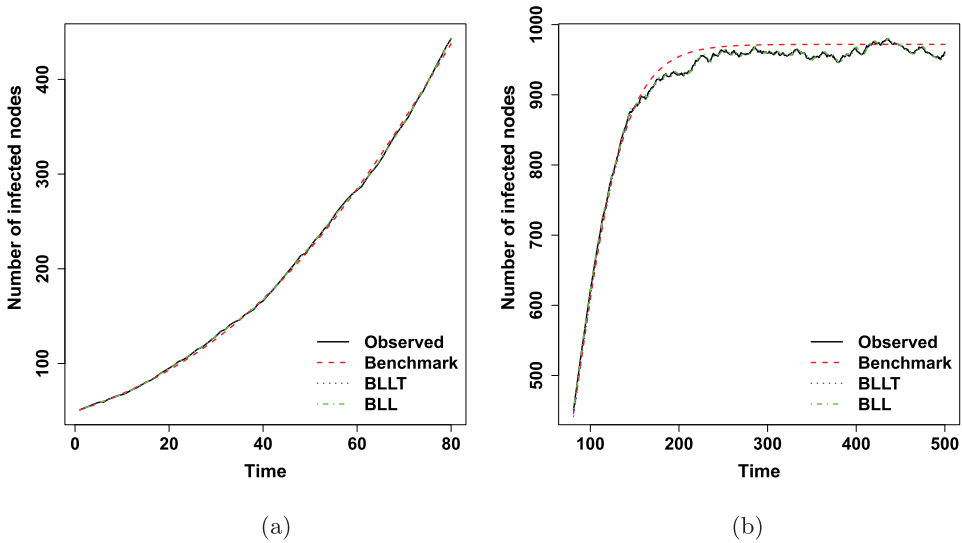 Number of infected nodes
400
300
200
100
0
20
40
60
80
Time
Observed
Benchmark
BLLT
BLL
(a)
Number of infected nodes
1000
900
800
700
600
500
100
200
300
400
500
Time
Observed
Benchmark
BLLT
BLL
(b)